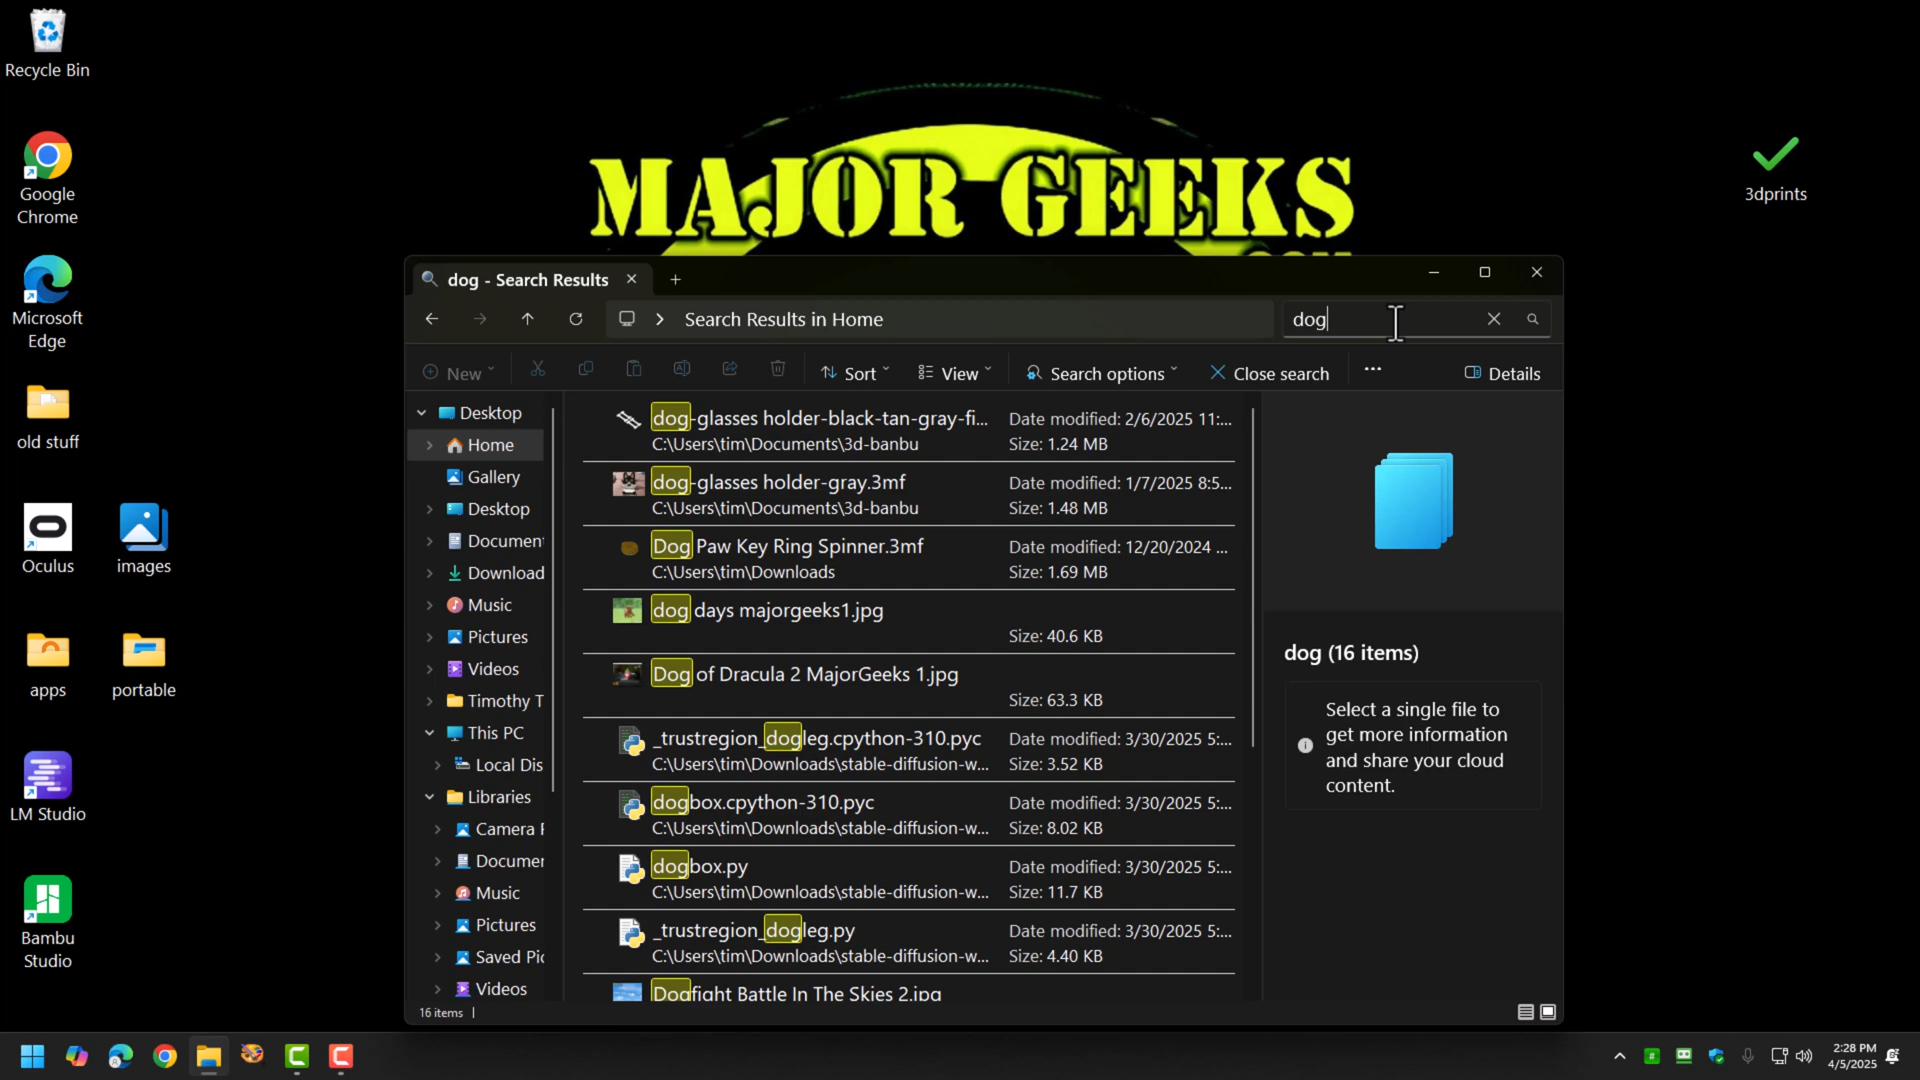 Recycle Bin
Google
Chrome
Microsoft
Edge
old stuff
Oculus
images
apps
portable
LM Studio
Bambu
Studio
3dprints
MAJOR GEEKS
dog - Search Results
Search Results in Home
dog
New
Sort
View
Search options
Close search
Details
Desktop
Home
Gallery
Desktop
Document
Download
Music
Pictures
Videos
Timothy T
This PC
Local Dis
Libraries
Camera
Documer
Music
Pictures
Saved Pic
Videos
dog-glasses holder-black-tan-gray-fi... Date modified: 2/6/2025 11:...
C:\Users\tim\Documents\3d-banbu Size: 1.24 MB
dog-glasses holder-gray.3mf Date modified: 1/7/2025 8:5...
C:\Users\tim\Documents\3d-banbu Size: 1.48 MB
Dog Paw Key Ring Spinner.3mf Date modified: 12/20/2024 ...
C:\Users\tim\Downloads Size: 1.69 MB
dog days majorgeeks1.jpg
Size: 40.6 KB
Dog of Dracula 2 MajorGeeks 1.jpg
Size: 63.3 KB
_trustregion_dogleg.cpython-310.pyc Date modified: 3/30/2025 5:...
C:\Users\tim\Downloads\stable-diffusion-w... Size: 3.52 KB
dogbox.cpython-310.pyc Date modified: 3/30/2025 5:...
C:\Users\tim\Downloads\stable-diffusion-w... Size: 8.02 KB
dogbox.py Date modified: 3/30/2025 5:...
C:\Users\tim\Downloads\stable-diffusion-w... Size: 11.7 KB
_trustregion_dogleg.py Date modified: 3/30/2025 5:...
C:\Users\tim\Downloads\stable-diffusion-w... Size: 4.40 KB
Dogfight Battle In The Skies 2.jpg
dog (16 items)
Select a single file to
get more information
and share your cloud
content.
16 items
2:28 PM
4/5/2025